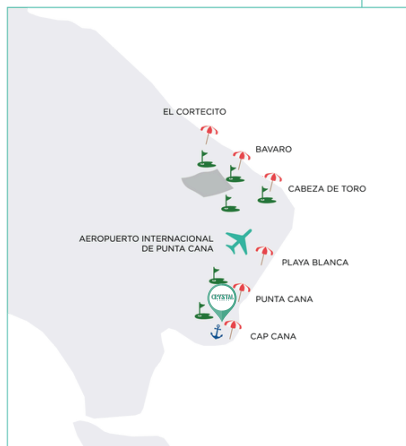 EL CORTECITO
BAVARO
CABEZA DE TORO
AEROPUERTO INTERNACIONAL
DE PUNTA CANA
PLAYA BLANCA
CRYSTAL
PUNTA CANA
CAP CANA